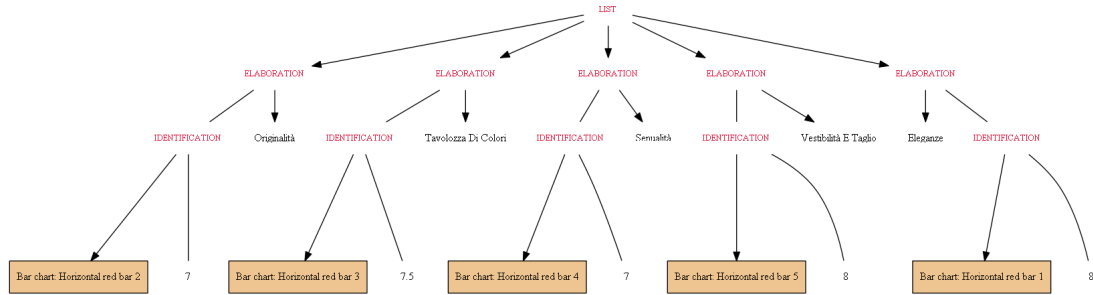 LIST
ELABORATION ELABORATION ELABORATION ELABORATION ELABORATION
IDENTIFICATION Originalità IDENTIFICATION Tavolozza Di Colori IDENTIFICATION Sensualità IDENTIFICATION Vestibilità E Taglio Eleganze IDENTIFICATION
Bar chart: Horizontal red bar 2 7 Bar chart: Horizontal red bar 3 7.5 Bar chart: Horizontal red bar 4 7 Bar chart: Horizontal red bar 5 8 Bar chart: Horizontal red bar 1 8